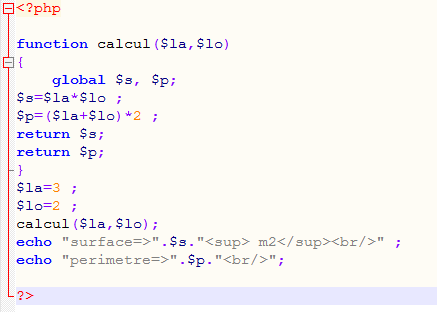 <?php
function calcul($la,$lo)
{
global $s, $p;
$s=$la*$lo ;
$p=($la+$lo)*2 ;
return $s;
return $p;
}
$la=3 ;
$lo=2 ;
calcul($la,$lo);
echo "surface=>".$s."<sup> m2</sup><br/>" ;
echo "perimetre=>".$p."<br/>";
?>